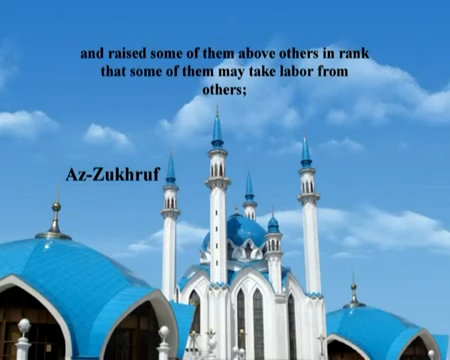 and raised some of them above others in rank
that some of them may take labor from
others;
Az-Zukhruf